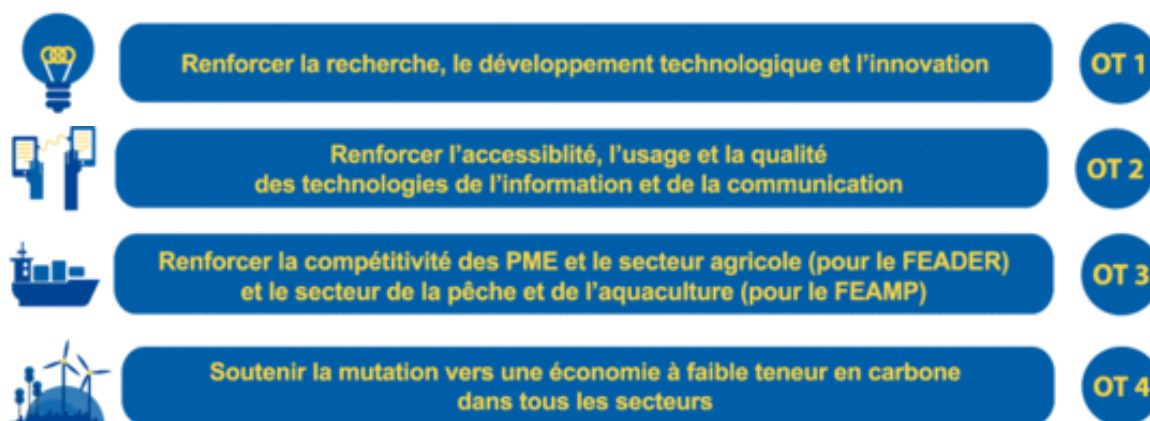 Renforcer la recherche, le développement technologique et l'innovation
OT 1
Renforcer l'accessiblité, l'usage et la qualité
des technologies de l'information et de la communication
OT 2
Renforcer la compétitivité des PME et le secteur agricole (pour le FEADER)
et le secteur de la pêche et de l'aquaculture (pour le FEAMP)
OT 3
Soutenir la mutation vers une économie à faible teneur en carbone
dans tous les secteurs
OT 4